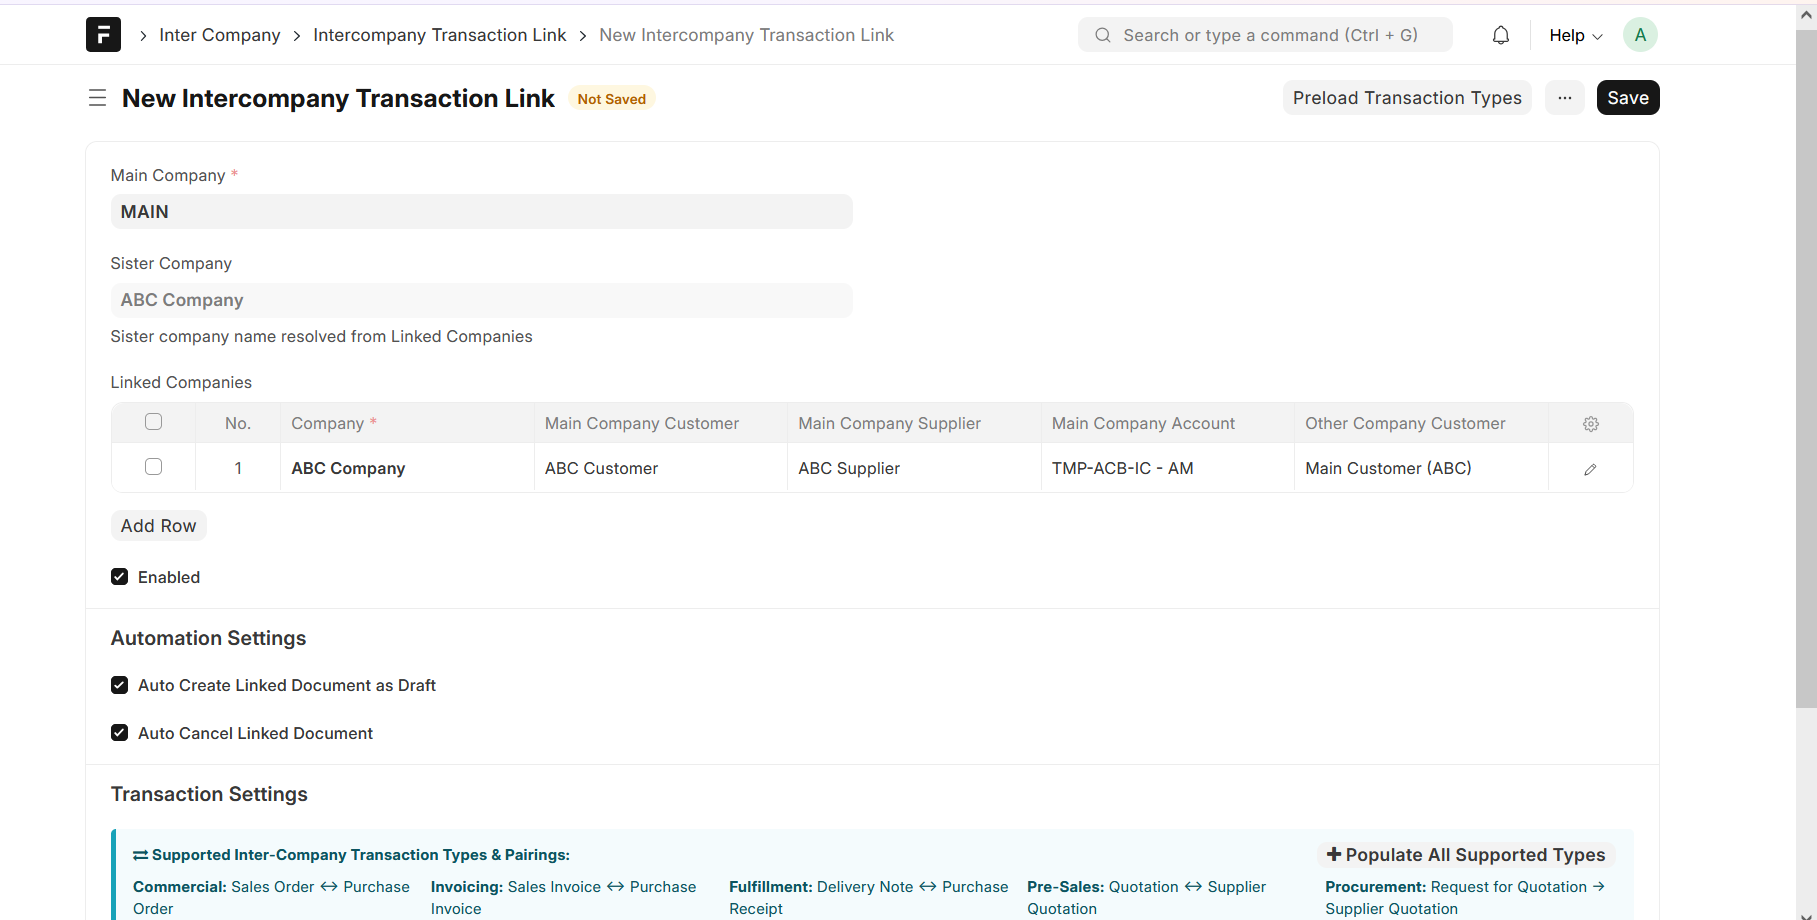 Inter Company > Intercompany Transaction Link > New Intercompany Transaction Link Search or type a command (Ctrl + G) Help A
New Intercompany Transaction Link Not Saved Preload Transaction Types ... Save
Main Company *
MAIN
Sister Company
ABC Company
Sister company name resolved from Linked Companies
Linked Companies
No. Company * Main Company Customer Main Company Supplier Main Company Account Other Company Customer
1 ABC Company ABC Customer ABC Supplier TMP-ACB-IC - AM Main Customer (ABC)
Add Row
Enabled
Automation Settings
Auto Create Linked Document as Draft
Auto Cancel Linked Document
Transaction Settings
⇄ Supported Inter-Company Transaction Types & Pairings: + Populate All Supported Types
Commercial: Sales Order ↔ Purchase
Order
Invoicing: Sales Invoice ↔ Purchase
Invoice
Fulfillment: Delivery Note ↔ Purchase
Receipt
Pre-Sales: Quotation ↔ Supplier
Quotation
Procurement: Request for Quotation →
Supplier Quotation